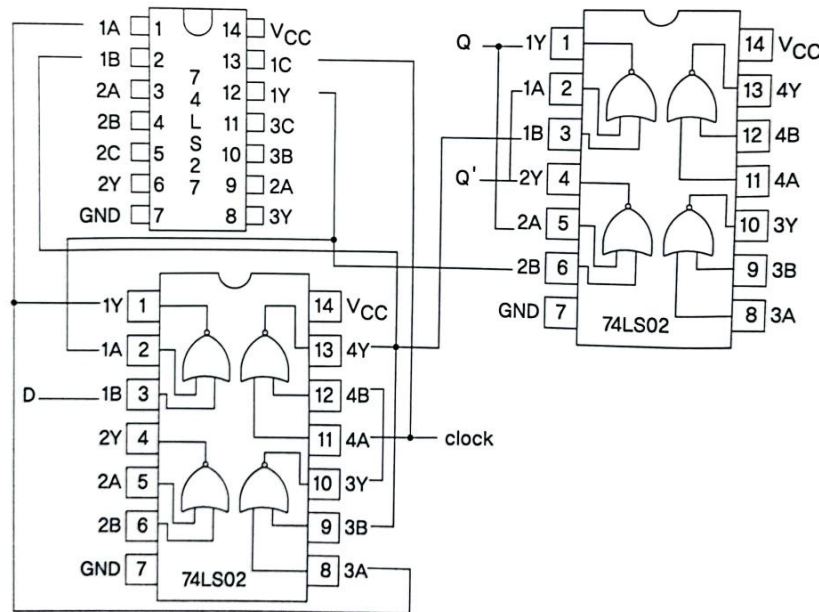 1A 1 14 VCC
1B 2 13 1C
2A 3 12 1Y
2B 4 11 3C
2C 5 10 3B
2Y 6 9 2A
GND 7 8 3Y
74LS27
Q 1Y 1 14 VCC
1A 2 13 4Y
1B 3 12 4B
Q' 2Y 4 11 4A
2A 5 10 3Y
2B 6 9 3B
GND 7 8 3A
74LS02
1Y 1 14 VCC
1A 2 13 4Y
D 1B 3 12 4B
2Y 4 11 4A clock
2A 5 10 3Y
2B 6 9 3B
GND 7 8 3A
74LS02